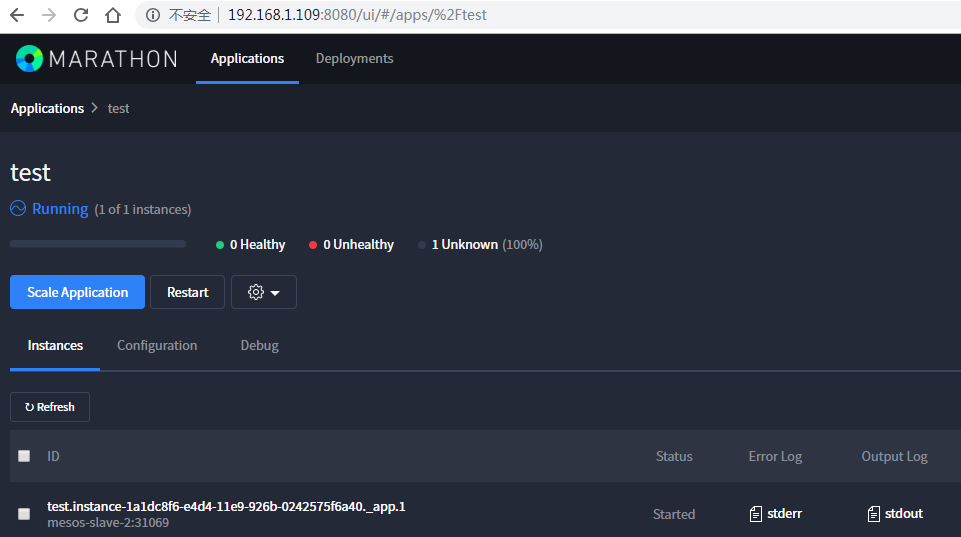 不安全 192.168.1.109:8080/ui/#/apps/%2Ftest
MARATHON Applications Deployments
Applications > test
test
Running (1 of 1 instances)
0 Healthy 0 Unhealthy 1 Unknown (100%)
Scale Application Restart
Instances Configuration Debug
Refresh
ID Status Error Log Output Log
test.instance-1a1dc8f6-e4d4-11e9-926b-0242575f6a40._app.1
mesos-slave-2:31069 Started stderr stdout